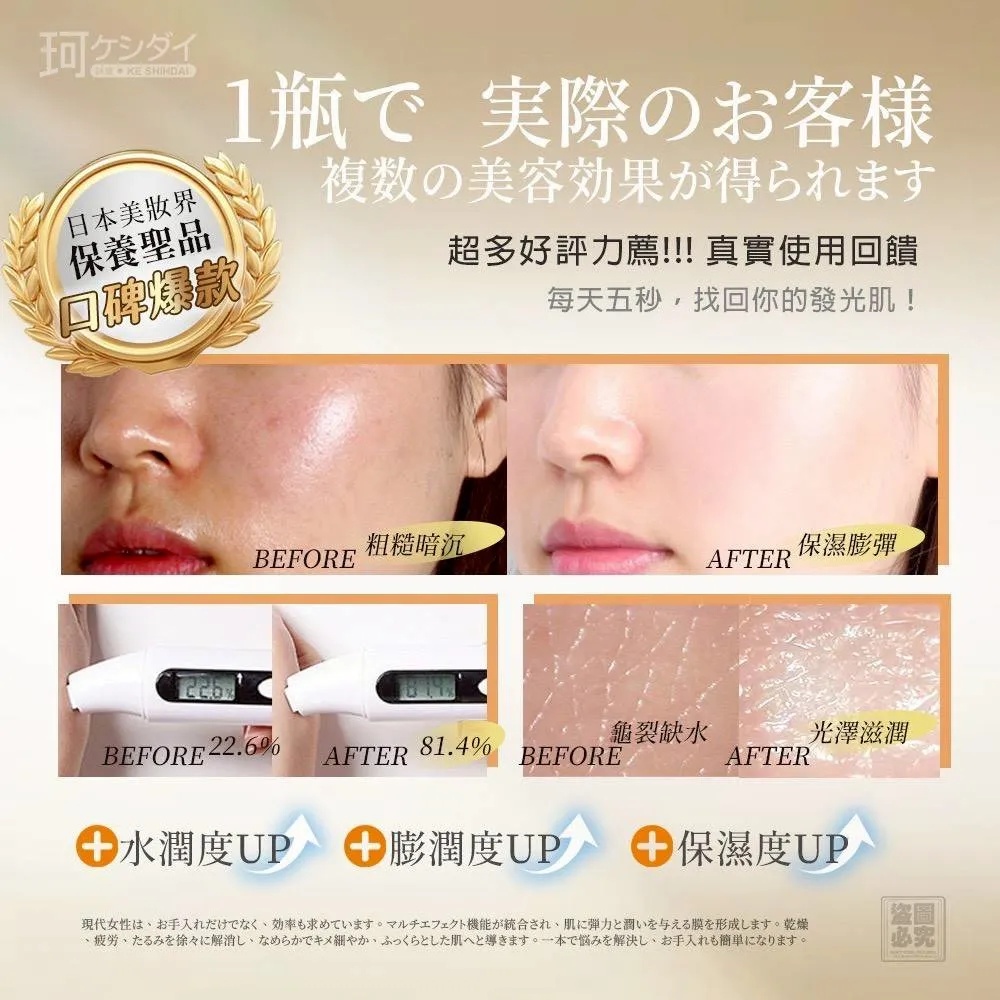 珂ケシダイ
KE SHIHDAI
1瓶で 実際のお客様
複数の美容効果が得られます
日本美妝界
保養聖品
口碑爆款
超多好評力薦!!! 真實使用回饋
每天五秒，找回你的發光肌！
BEFORE 粗糙暗沉
AFTER 保濕膨彈
22.6%
81.4%
BEFORE 22.6%
AFTER 81.4%
BEFORE 龜裂缺水
AFTER 光澤滋潤
水潤度UP
膨潤度UP
保濕度UP
現代女性は、お手入れだけでなく、効率も求めています。マルチエフェクト機能が統合され、肌に弾力と潤いを与える膜を形成します。乾燥
、疲労、たるみを徐々に解消し、なめらかでキメ細やか、ふっくらとした肌へと導きます。一本で悩みを解決し、お手入れも簡単になります。
盜圖
必究